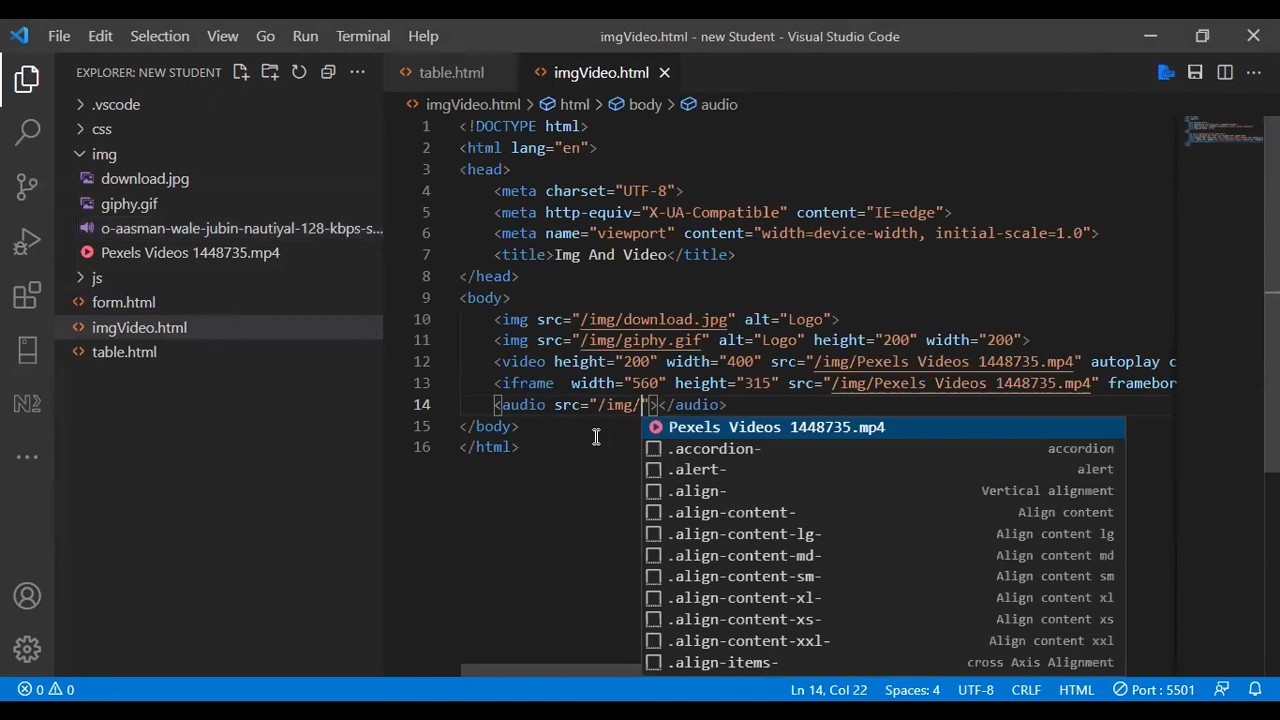 File Edit Selection View Go Run Terminal Help imgVideo.html - new Student - Visual Studio Code
EXPLORER: NEW STUDENT
.vscode
css
img
download.jpg
giphy.gif
o-aasman-wale-jubin-nautiyal-128-kbps-s...
Pexels Videos 1448735.mp4
js
form.html
imgVideo.html
table.html
table.html imgVideo.html
imgVideo.html > html > body > audio
1 <!DOCTYPE html>
2 <html lang="en">
3 <head>
4 <meta charset="UTF-8">
5 <meta http-equiv="X-UA-Compatible" content="IE=edge">
6 <meta name="viewport" content="width=device-width, initial-scale=1.0">
7 <title>Img And Video</title>
8 </head>
9 <body>
10 <img src="/img/download.jpg" alt="Logo">
11 <img src="/img/giphy.gif" alt="Logo" height="200" width="200">
12 <video height="200" width="400" src="/img/Pexels Videos 1448735.mp4" autoplay c
13 <iframe  width="560" height="315" src="/img/Pexels Videos 1448735.mp4" framebor
14 <audio src="/img/"></audio>
15 </body>
16 </html>
Pexels Videos 1448735.mp4
.accordion- accordion
.alert- alert
.align- Vertical alignment
.align-content- Align content
.align-content-lg- Align content lg
.align-content-md- Align content md
.align-content-sm- Align content sm
.align-content-xl- Align content xl
.align-content-xs- Align content xs
.align-content-xxl- Align content xxl
.align-items- cross Axis Alignment
0 0 Ln 14, Col 22 Spaces: 4 UTF-8 CRLF HTML Port : 5501